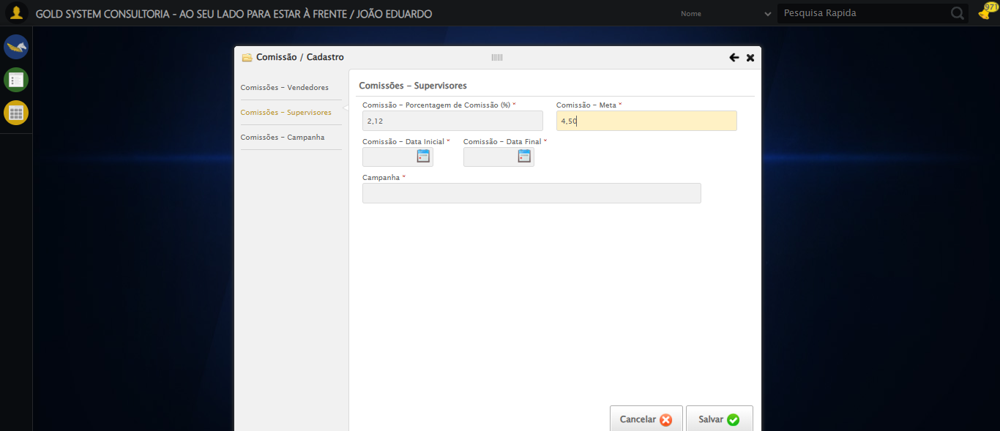 GOLD SYSTEM CONSULTORIA - AO SEU LADO PARA ESTAR À FRENTE / JOÃO EDUARDO
Nome
Pesquisa Rapida
971
Comissão / Cadastro
Comissões - Vendedores
Comissões - Supervisores
Comissões - Campanha
Comissões - Supervisores
Comissão - Porcentagem de Comissão (%) *
Comissão - Meta *
2,12
4,50
Comissão - Data Inicial *
Comissão - Data Final *
Campanha *
Cancelar
Salvar